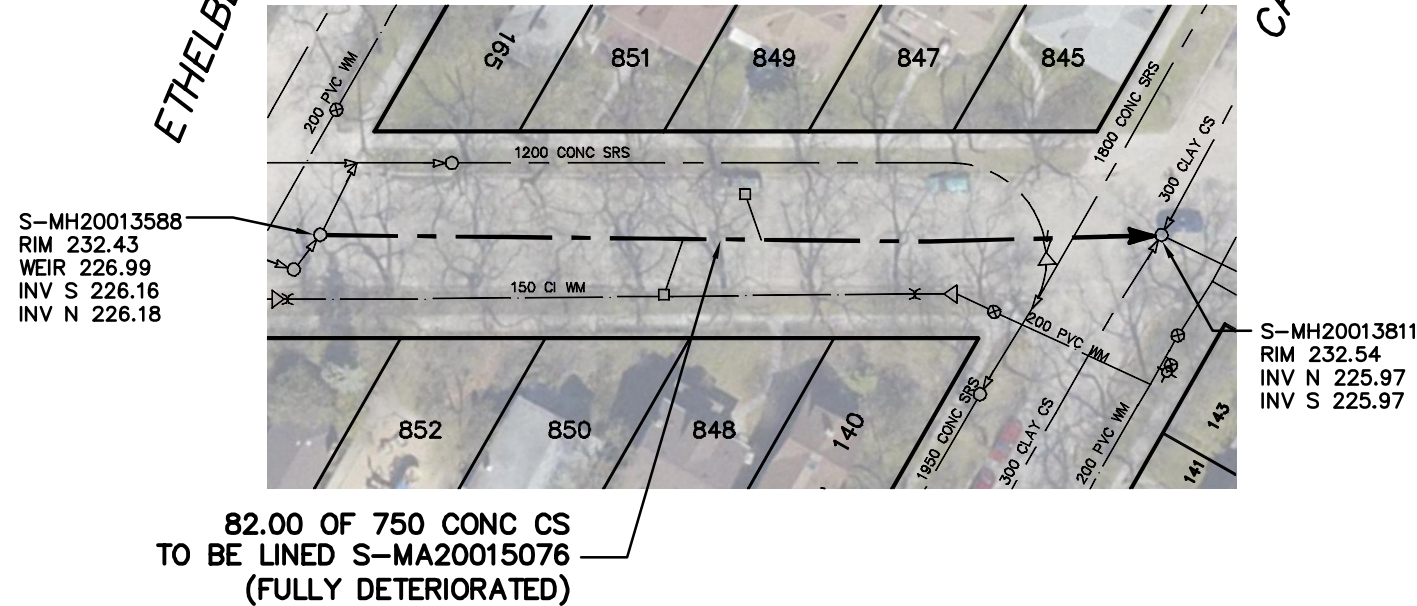 ETHELB
CA
165
851
849
847
845
200 PVC WM
1200 CONC SRS
1800 CONC SRS
300 CLAY CS
S-MH20013588
RIM 232.43
WEIR 226.99
INV S 226.16
INV N 226.18
150 CI WM
200 PVC WM
S-MH20013811
RIM 232.54
INV N 225.97
INV S 225.97
852
850
848
140
1950 CONC SRS
300 CLAY CS
200 PVC WM
143
141
82.00 OF 750 CONC CS
TO BE LINED S-MA20015076
(FULLY DETERIORATED)